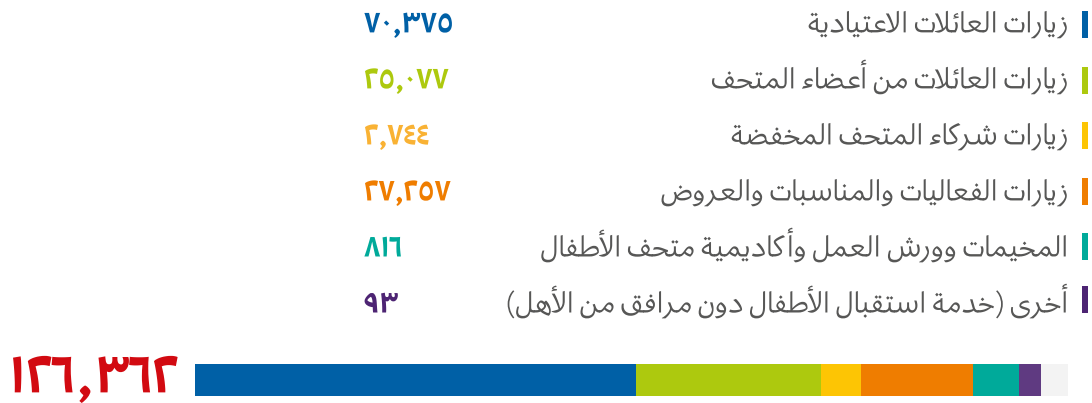 زيارات العائلات الاعتيادية ٧٠,٣٧٥
زيارات العائلات من أعضاء المتحف ٢٥,٠٧٧
زيارات شركاء المتحف المخفضة ٢,٧٤٤
زيارات الفعاليات والمناسبات والعروض ٢٧,٢٥٧
المخيمات وورش العمل وأكاديمية متحف الأطفال ٨١٦
أخرى (خدمة استقبال الأطفال دون مرافق من الأهل) ٩٣
١٢٦,٣٦٢